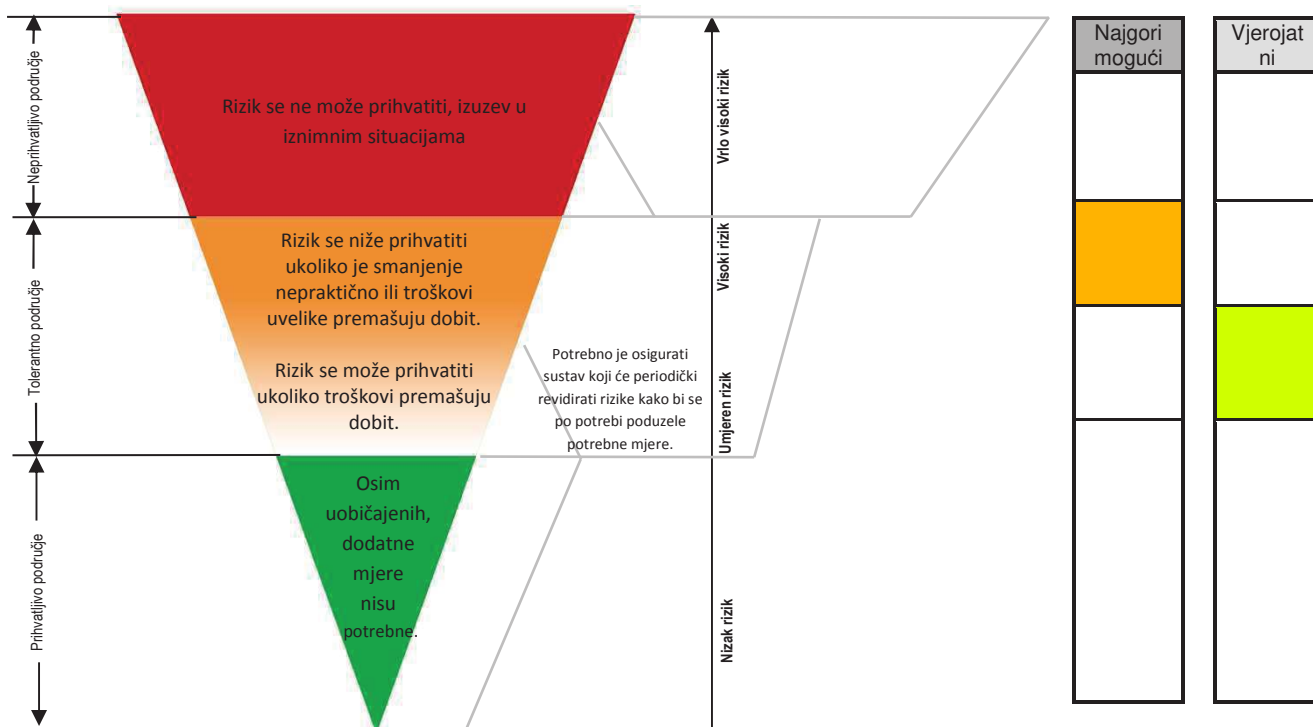 Neprihvatljivo područje
Tolerantno područje
Prihvatljivo područje
Rizik se ne može prihvatiti, izuzev u
iznimnim situacijama
Rizik se niže prihvatiti
ukoliko je smanjenje
nepraktično ili troškovi
uvelike premašuju dobit.
Rizik se može prihvatiti
ukoliko troškovi premašuju
dobit.
Osim
uobičajenih,
dodatne
mjere
nisu
potrebne.
Potrebno je osigurati
sustav koji će periodički
revidirati rizike kako bi se
po potrebi poduzele
potrebne mjere.
Vrlo visoki rizik
Visoki rizik
Umjeren rizik
Nizak rizik
Najgori
mogući
Vjerojat
ni